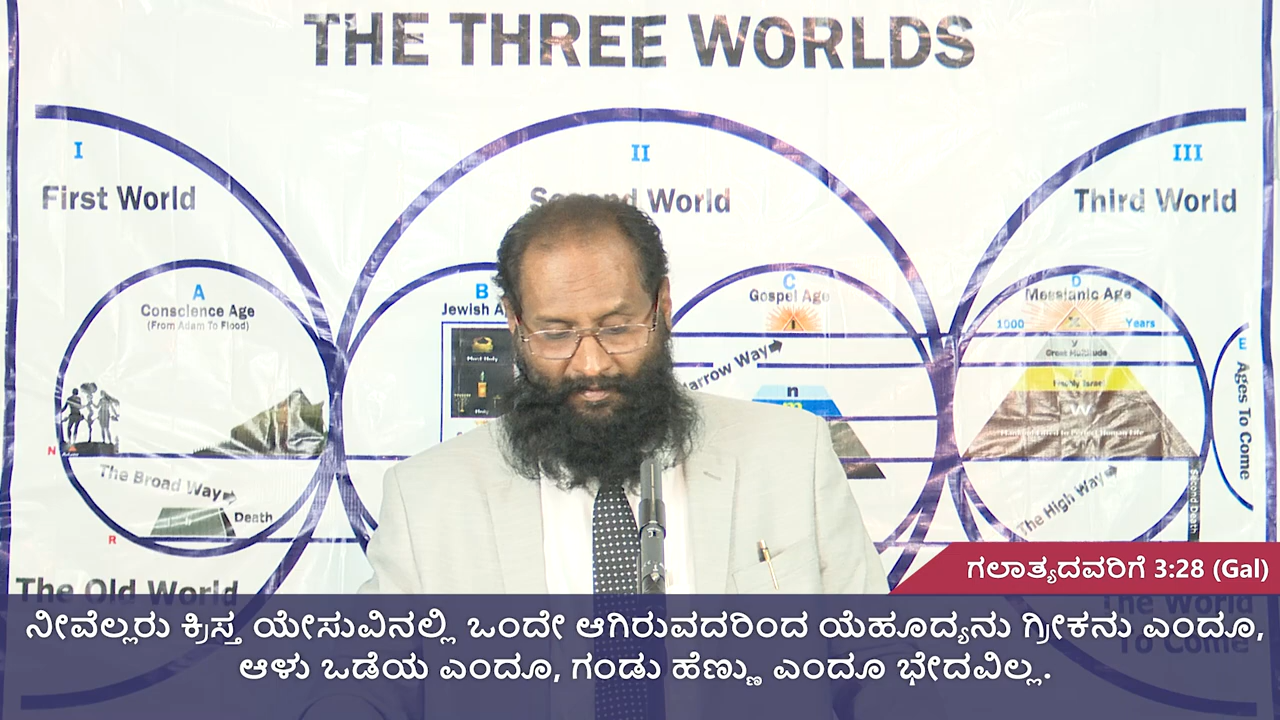 THE THREE WORLDS
I
II
III
First World
World
Third World
A
Conscience Age
(From Adam To Flood)
B
Jewish
C
Gospel Age
D
Messianic Age
1000
Years
y
Great Multitude
E
Ages To Come
Most Holy
Holy
Narrow Way
n
w
N
The Broad Way
Death
R
The High Way
Second Death
The Old World
The World
To Come
ಗಲಾತ್ಯದವರಿಗೆ 3:28 (Gal)
ನೀವೆಲ್ಲರು ಕ್ರಿಸ್ತ ಯೇಸುವಿನಲ್ಲಿ ಒಂದೇ ಆಗಿರುವದರಿಂದ ಯೆಹೂದ್ಯನು ಗ್ರೀಕನು ಎಂದೂ,
ಆಳು ಒಡೆಯ ಎಂದೂ, ಗಂಡು ಹೆಣ್ಣು ಎಂದೂ ಭೇದವಿಲ್ಲ.